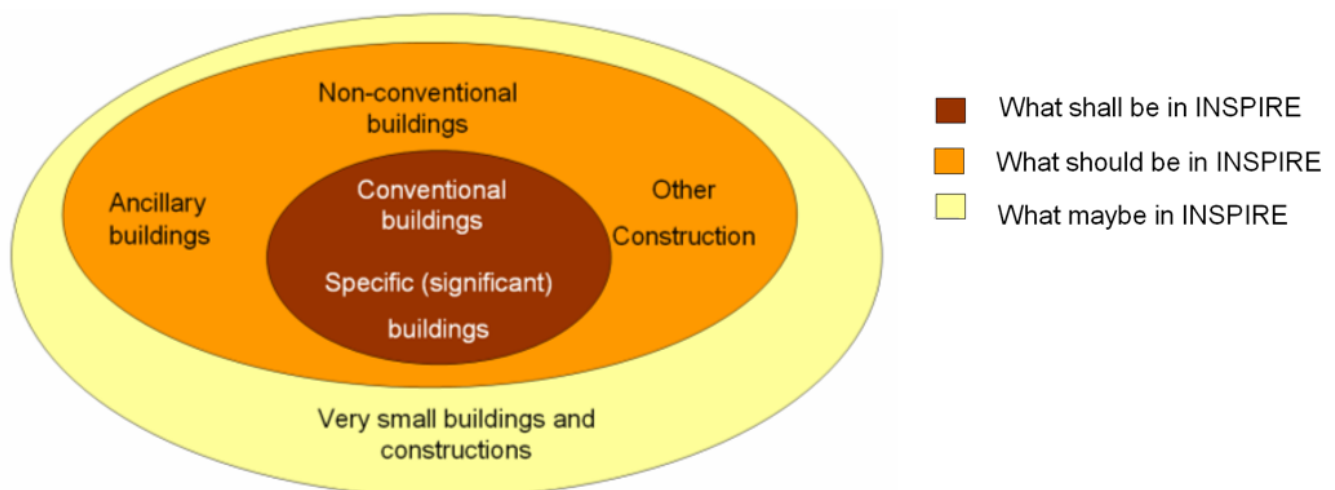 Non-conventional
buildings
Ancillary
buildings
Conventional
buildings
Specific (significant)
buildings
Other
Construction
Very small buildings and
constructions
What shall be in INSPIRE
What should be in INSPIRE
What maybe in INSPIRE